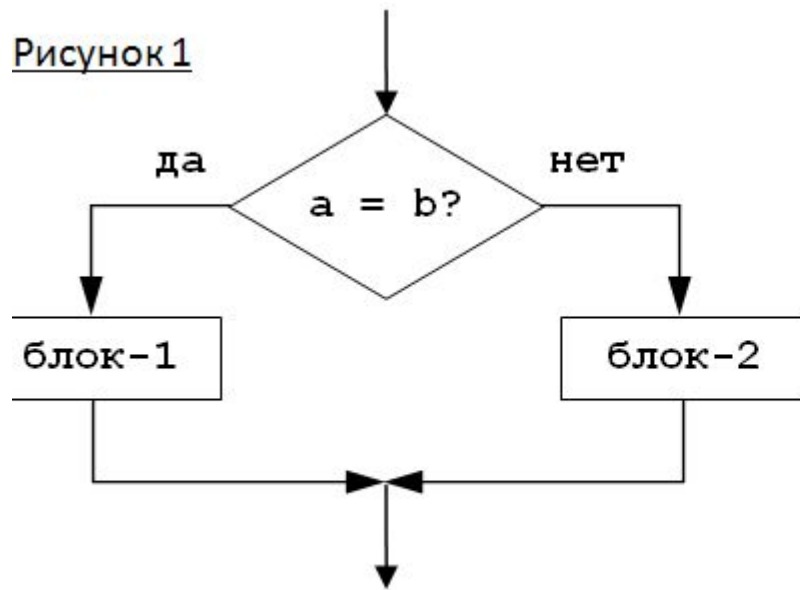 Рисунок 1
да
нет
a = b?
блок-1
блок-2